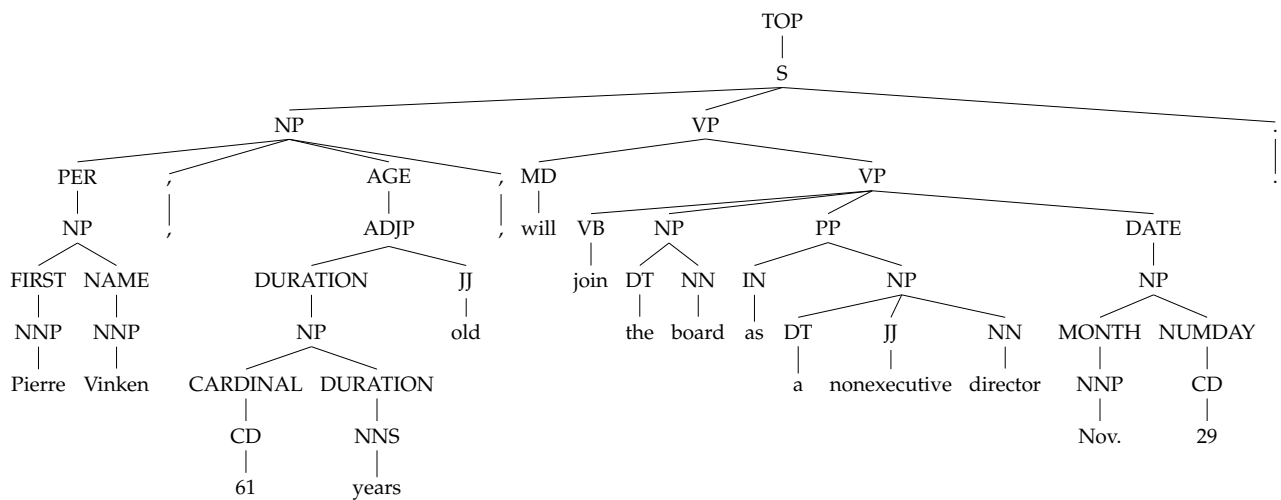 TOP
S
NP VP .
PER , AGE , MD VP .
NP , ADJP , will VB NP PP DATE
FIRST NAME DURATION JJ join DT NN IN NP NP
NNP NNP NP old the board as DT JJ NN MONTH NUMDAY
Pierre Vinken CARDINAL DURATION a nonexecutive director NNP CD
CD NNS Nov. 29
61 years